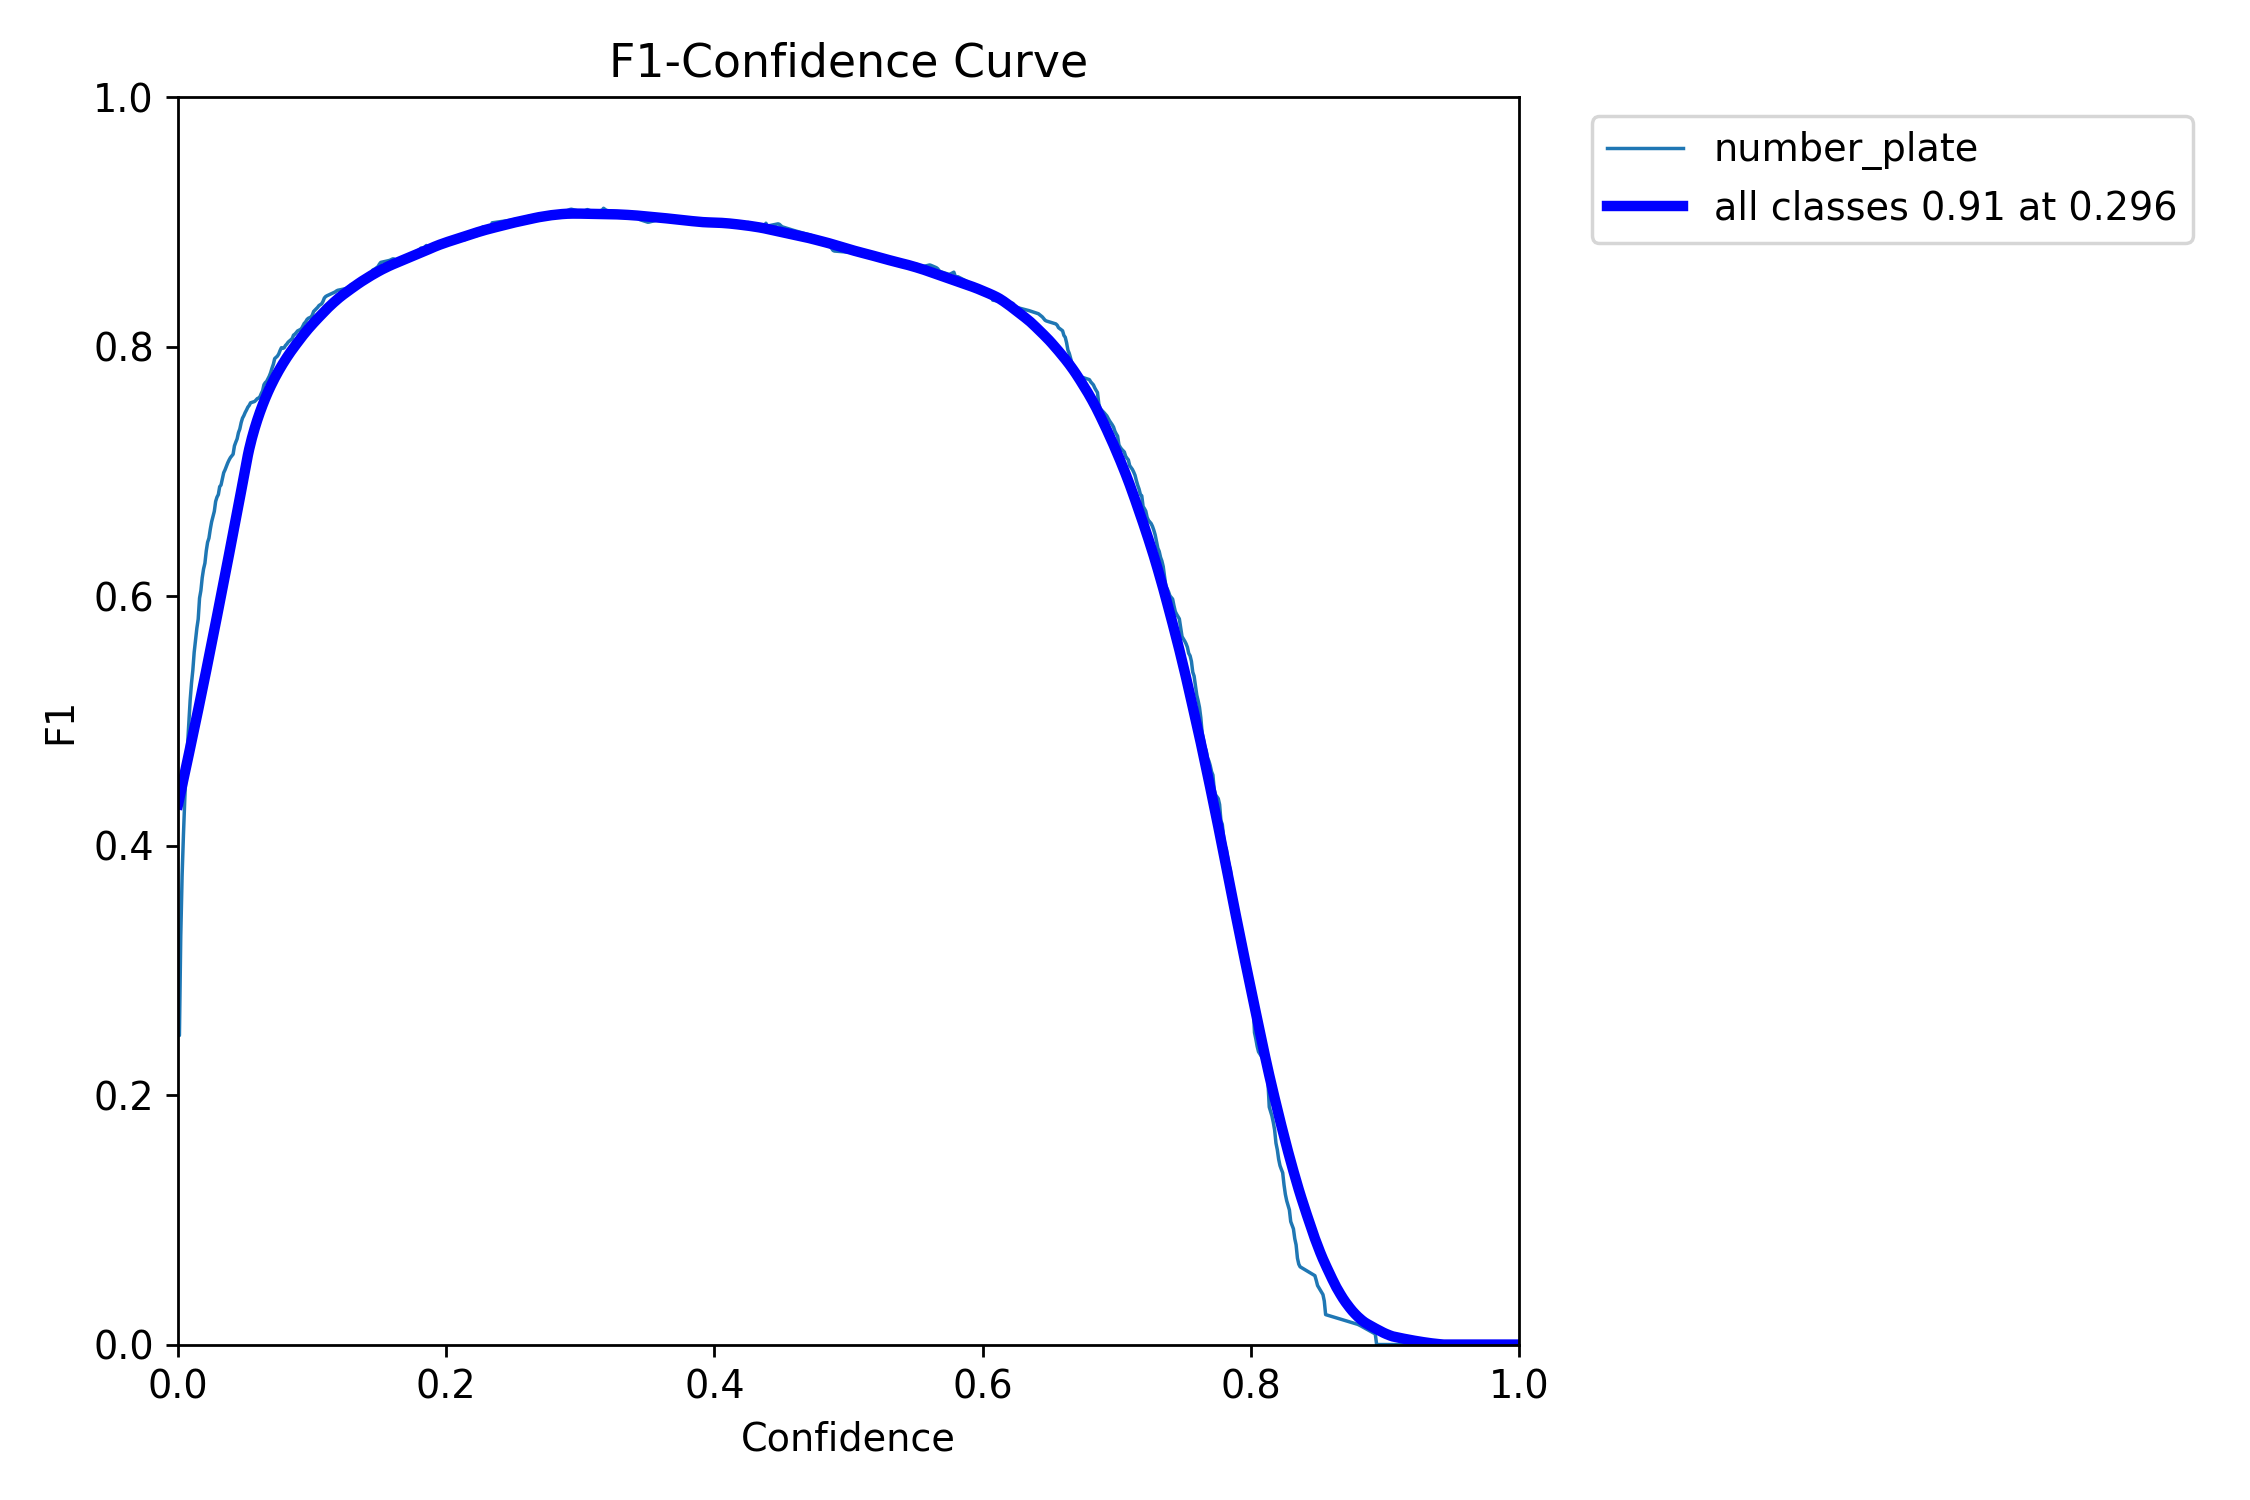 F1-Confidence Curve
number_plate
all classes 0.91 at 0.296
1.0
0.8
0.6
0.4
0.2
0.0
F1
0.0 0.2 0.4 0.6 0.8 1.0
Confidence